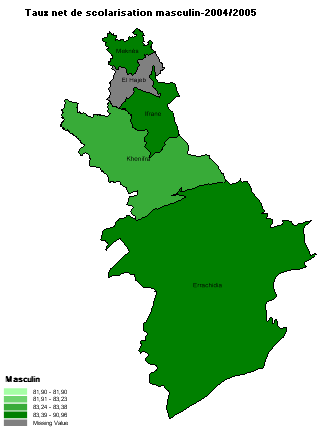 Taux net de scolarisation masculin-2004/2005
Meknès
El Hajeb
Ifrane
Khenifra
Errachidia
Masculin
81,90 - 81,90
81,91 - 83,23
83,24 - 83,38
83,39 - 90,96
Missing Value